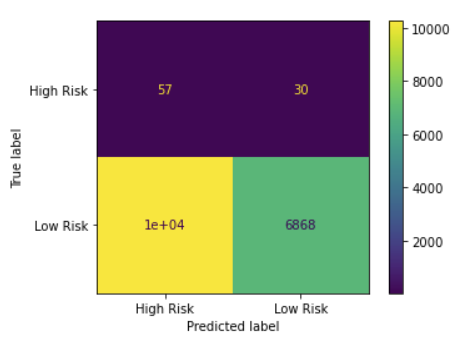 10000
High Risk 57 30
8000
True label
6000
4000
Low Risk 1e+04 6868
2000
High Risk Low Risk
Predicted label